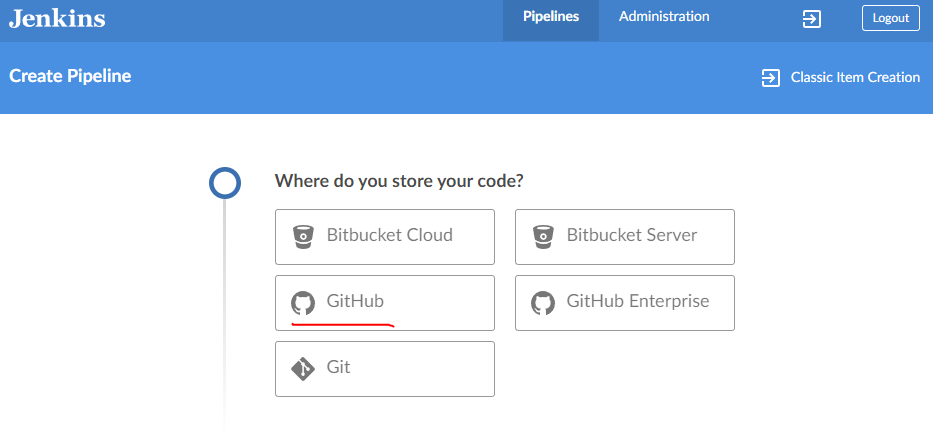 Jenkins
Pipelines
Administration
Logout
Create Pipeline
Classic Item Creation
Where do you store your code?
Bitbucket Cloud
Bitbucket Server
GitHub
GitHub Enterprise
Git